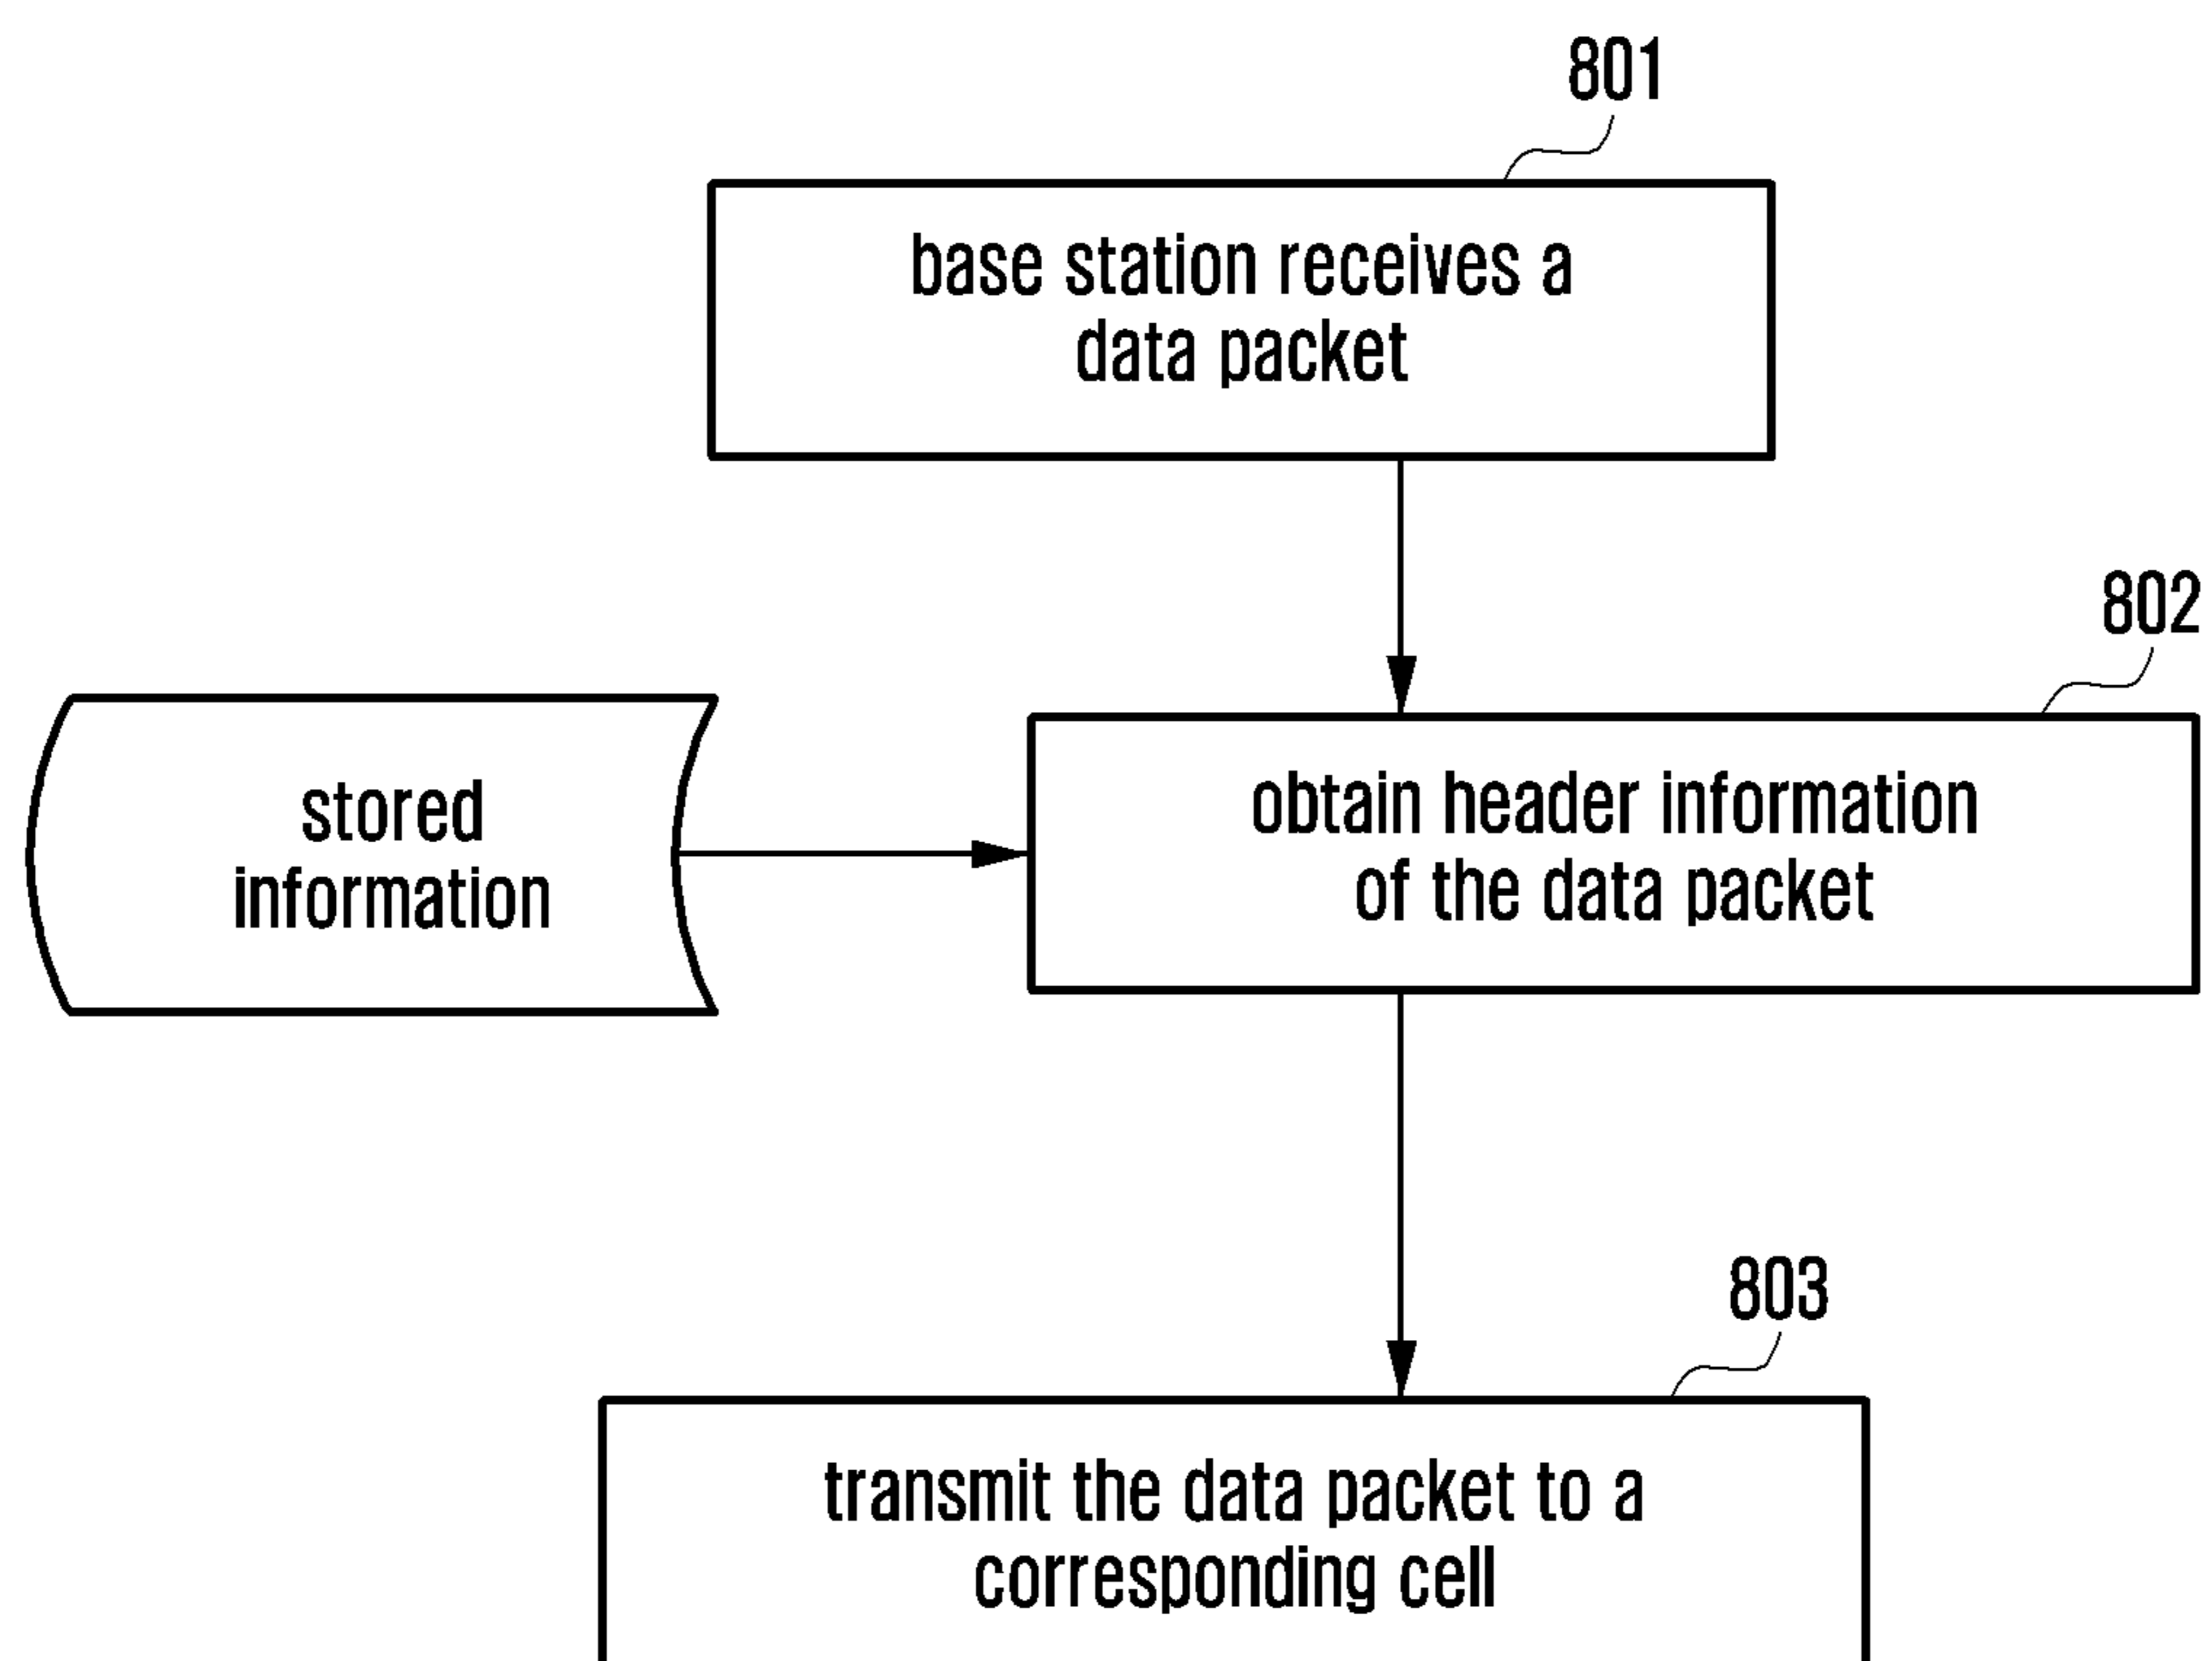 801
base station receives a
data packet
802
stored
information
obtain header information
of the data packet
803
transmit the data packet to a
corresponding cell